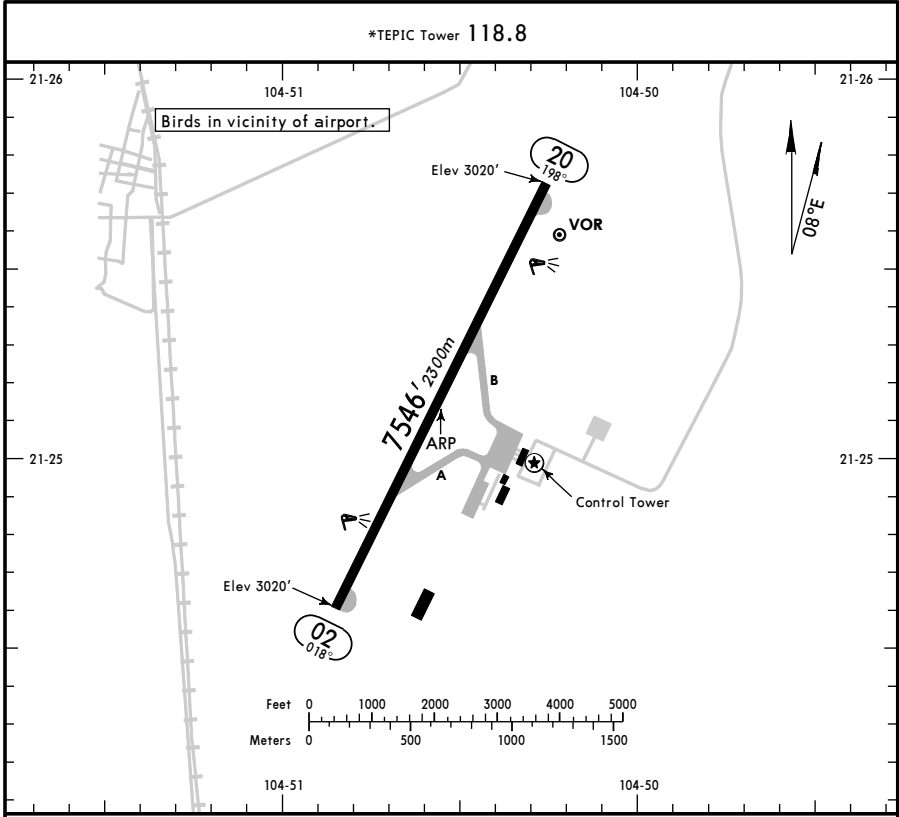 *TEPIC Tower 118.8
21-26
104-51
104-50
21-26
Birds in vicinity of airport.
20
198°
Elev 3020'
VOR
08°E
7546' 2300m
B
ARP
A
21-25
21-25
Control Tower
Elev 3020'
02
018°
Feet 0 1000 2000 3000 4000 5000
Meters 0 500 1000 1500
104-51
104-50